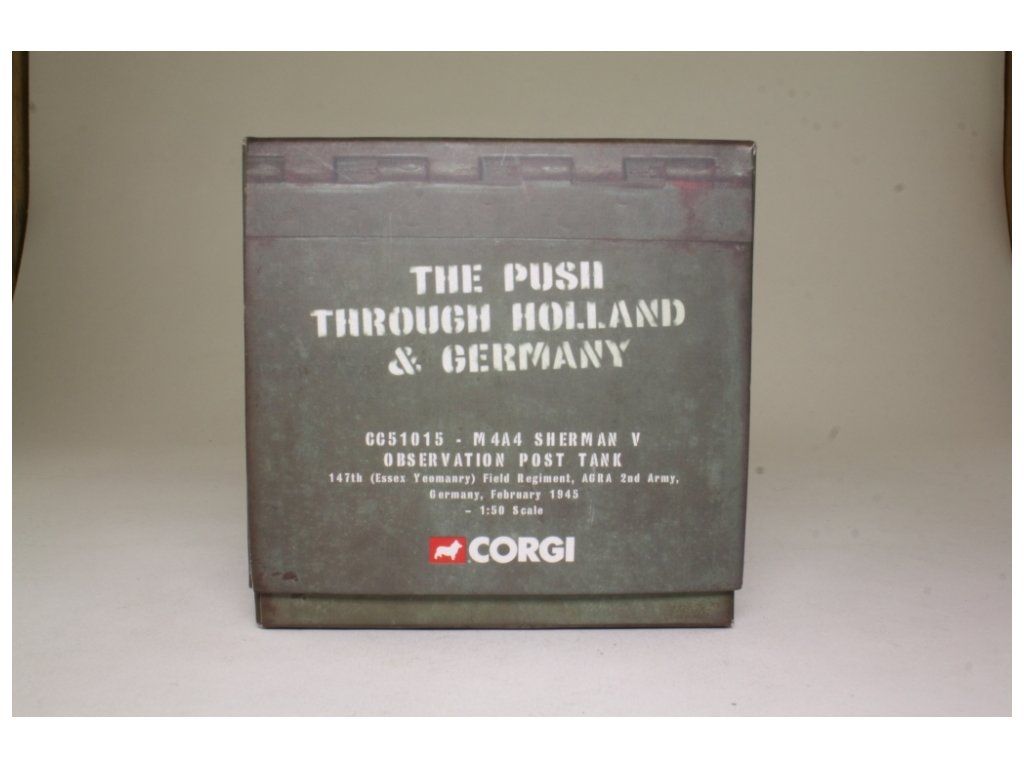 THE PUSH
THROUGH HOLLAND
& GERMANY
CC51015 - M4A4 SHERMAN V
OBSERVATION POST TANK
147th (Essex Yeomanry) Field Regiment, AGRA 2nd Army,
Germany, February 1945
– 1:50 Scale
CORGI